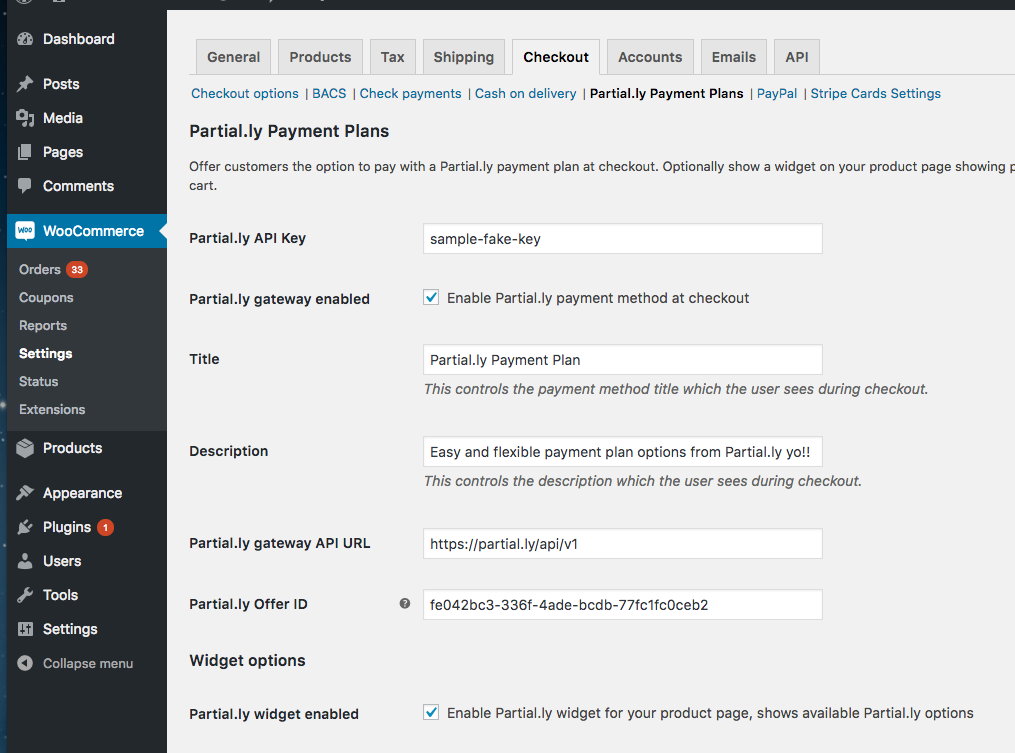 Dashboard
Posts
Media
Pages
Comments
WOO WooCommerce
Orders 33
Coupons
Reports
Settings
Status
Extensions
Products
Appearance
Plugins 1
Users
Tools
Settings
Collapse menu
General Products Tax Shipping Checkout Accounts Emails API
Checkout options | BACS | Check payments | Cash on delivery | Partial.ly Payment Plans | PayPal | Stripe Cards Settings
Partial.ly Payment Plans
Offer customers the option to pay with a Partial.ly payment plan at checkout. Optionally show a widget on your product page showing
cart.
Partial.ly API Key sample-fake-key
Partial.ly gateway enabled Enable Partial.ly payment method at checkout
Title Partial.ly Payment Plan
This controls the payment method title which the user sees during checkout.
Description Easy and flexible payment plan options from Partial.ly yo!!
This controls the description which the user sees during checkout.
Partial.ly gateway API URL https://partial.ly/api/v1
Partial.ly Offer ID ? fe042bc3-336f-4ade-bcdb-77fc1fc0ceb2
Widget options
Partial.ly widget enabled Enable Partial.ly widget for your product page, shows available Partial.ly options